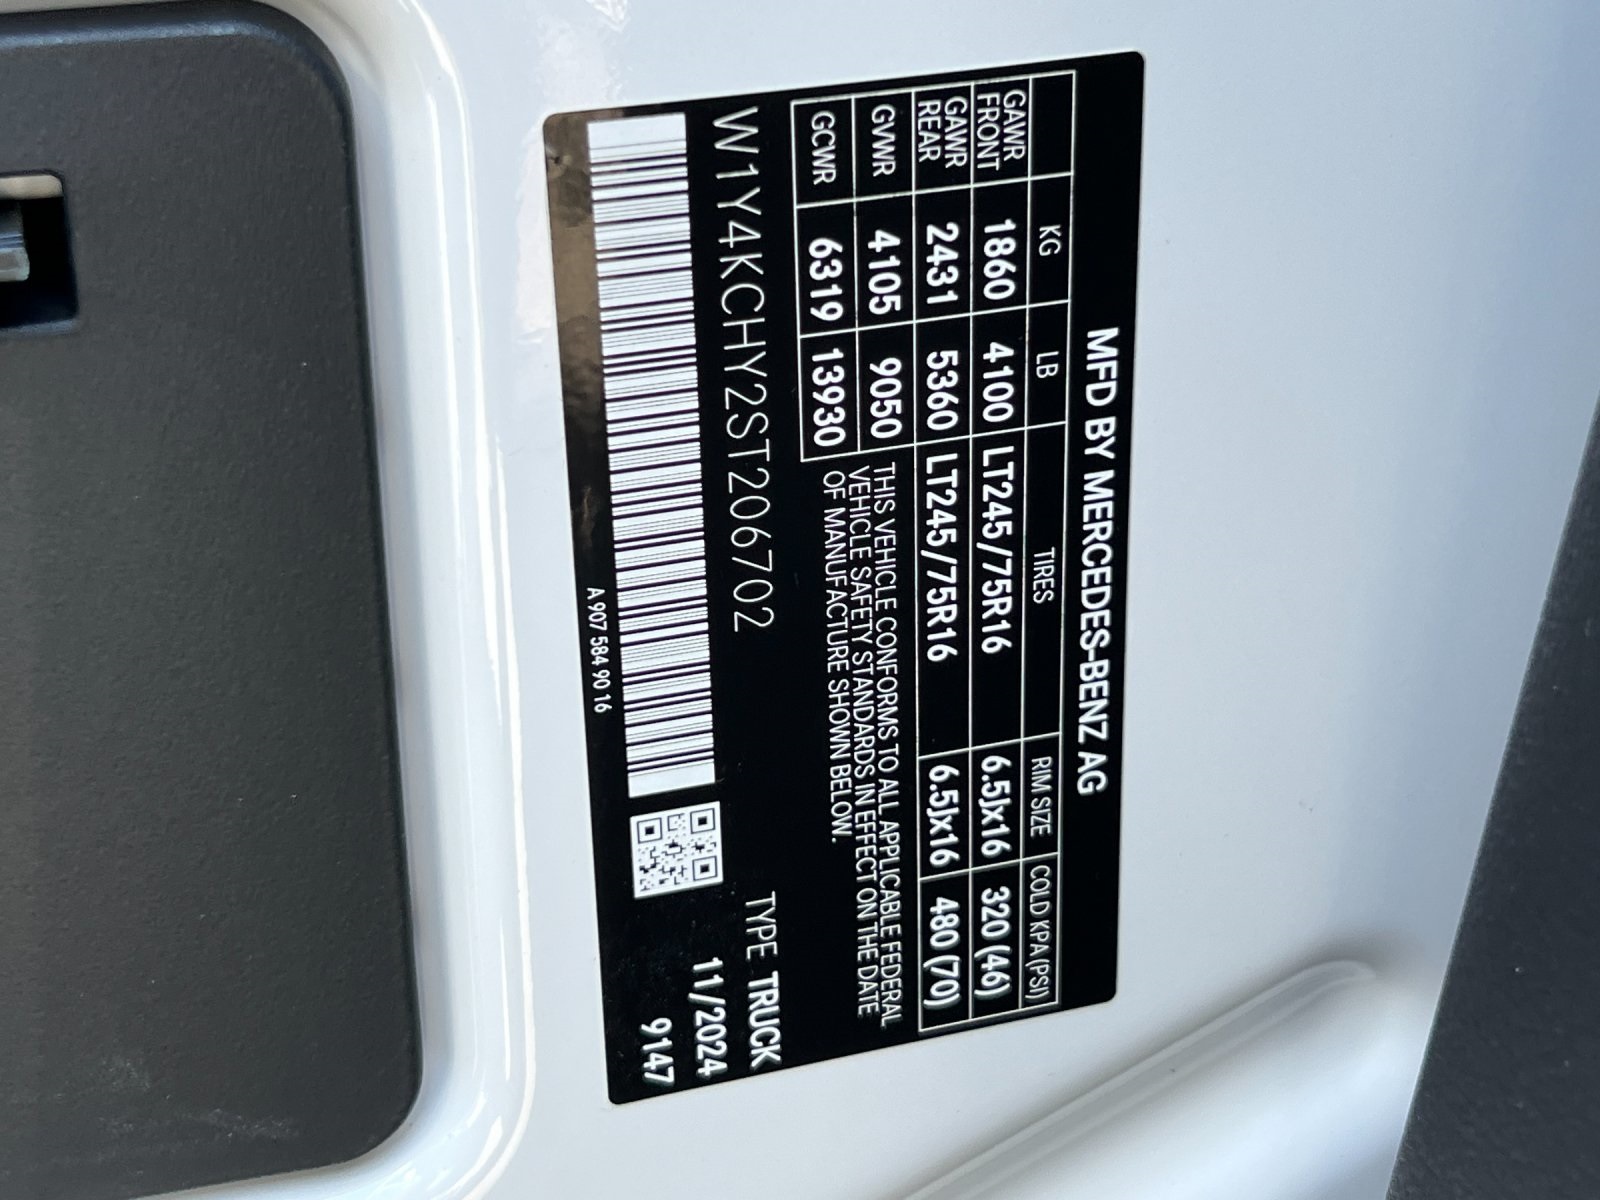 MFD BY MERCEDES-BENZ AG
KG LB TIRES RIM SIZE COLD KPA (PSI)
GAWR FRONT 1860 4100 LT245/75R16 6.5Jx16 320 (46)
GAWR REAR 2431 5360 LT245/75R16 6.5Jx16 480 (70)
GVWR 4105 9050
GCWR 6319 13930
THIS VEHICLE CONFORMS TO ALL APPLICABLE FEDERAL
VEHICLE SAFETY STANDARDS IN EFFECT ON THE DATE
OF MANUFACTURE SHOWN BELOW.
W1Y4KCHY2ST206702
TYPE TRUCK
11/2024
9147
A 907 584 90 16